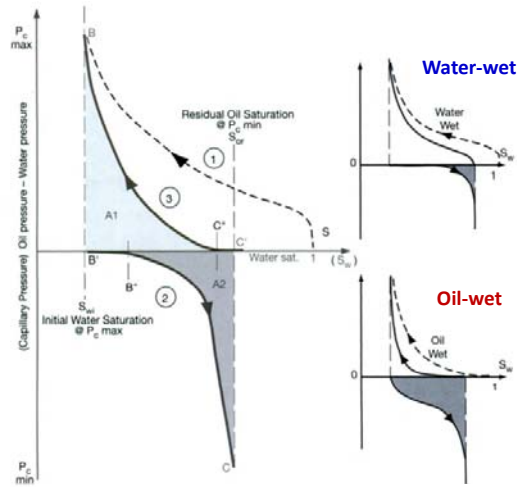 P c
max
B
(Capillary Pressure) Oil pressure – Water pressure
Residual Oil Saturation
@ P c min
S or
1
3
A1
C"
S
C'
B'
Water sat.
1
( S w )
B"
2
A2
S wi
Initial Water Saturation
@ P c max
P c
min
C
Water-wet
Water
Wet
S w
0
1
Oil-wet
Oil
Wet
S w
0
1